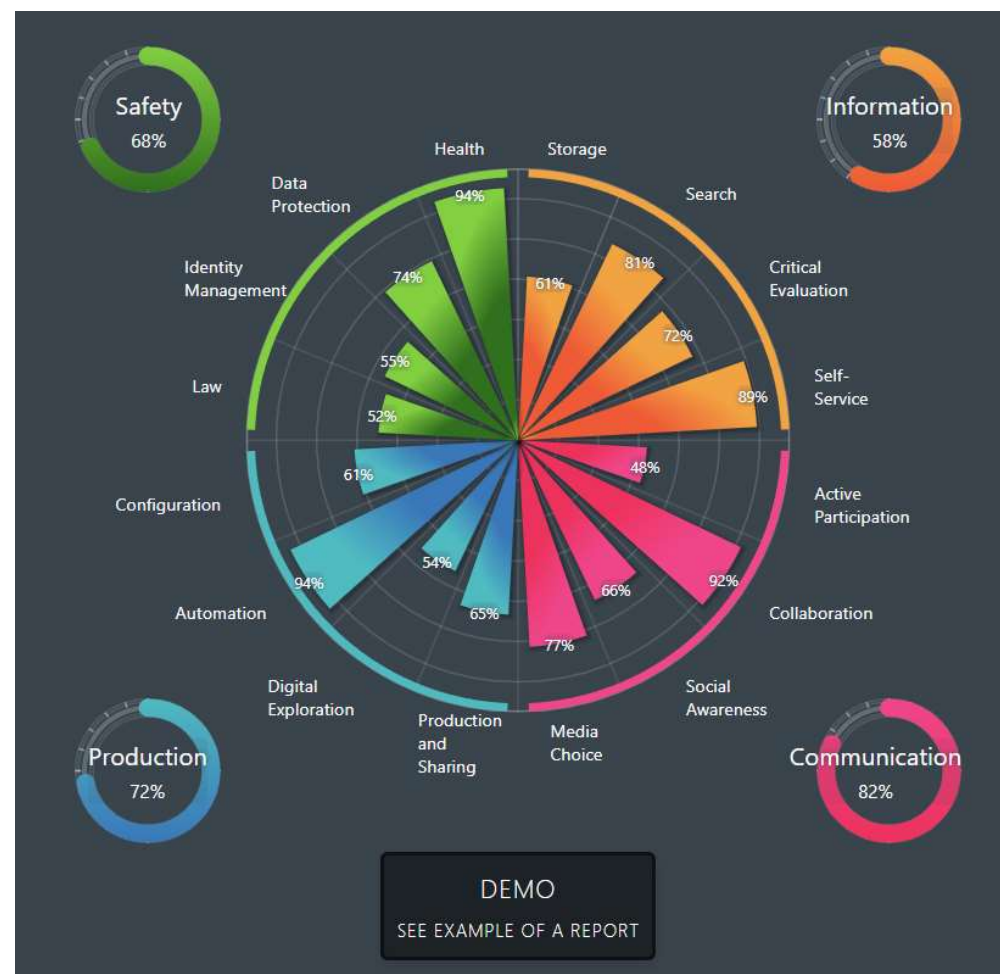 Safety
68%
Information
58%
Health
Storage
Data
Protection
Search
Identity
Management
Critical
Evaluation
Law
Self-
Service
94%
81%
74%
61%
72%
55%
89%
52%
61%
48%
Configuration
Active
Participation
54%
94%
92%
66%
65%
77%
Automation
Collaboration
Digital
Exploration
Social
Awareness
Production
and
Sharing
Media
Choice
Production
72%
Communication
82%
DEMO
SEE EXAMPLE OF A REPORT